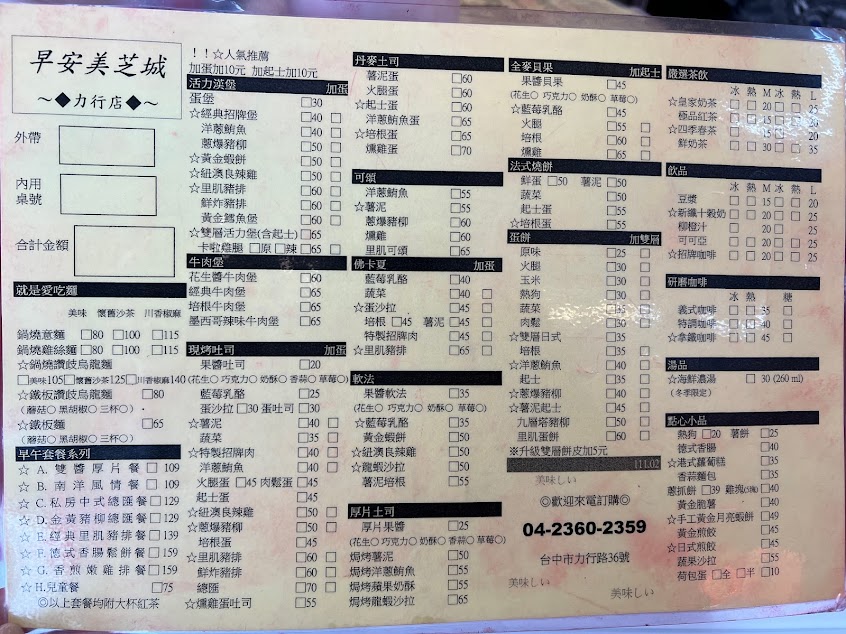 早安美芝城
～◆力行店◆～
外帶
內用
桌號
合計金額
就是愛吃麵
美味 懷舊沙茶 川香椒麻
鍋燒意麵 □80 □100 □115
鍋燒雞絲麵□80 □100 □115
☆鍋燒讚歧烏龍麵
□美味105□懷舊沙茶125□川香椒麻140
☆鐵板讚歧烏龍麵 □80
(蘑菇○ 黑胡椒○ 三杯○)
☆鐵板麵 □65
(蘑菇○ 黑胡椒○ 三杯○)
早午套餐系列
☆ A. 雙醬厚片餐 □109
☆ B. 南洋風情餐 □109
☆ C. 私房中式總匯餐□129
☆ D. 金黃豬柳總匯餐□129
☆ E. 經典里肌豬排餐□139
☆ F. 德式香腸鬆餅餐□159
☆ G. 香煎嫩雞排餐□159
☆ H.兒童餐 □75
◎以上套餐均附大杯紅茶
！！☆人氣推薦
加蛋加10元 加起士加10元
活力漢堡 加蛋
蛋堡 □30
☆經典招牌堡 □40 □
洋蔥鮪魚 □40 □
蔥爆豬柳 □50 □
☆黃金蝦餅 □50 □
☆紐澳良辣雞 □50 □
☆里肌豬排 □60 □
鮮炸豬排 □60 □
黃金鱈魚堡 □60 □
☆雙層活力堡(含起士) □65 □
卡啦雞腿 □原 □辣 □65 □
牛肉堡
花生醬牛肉堡 □60
經典牛肉堡 □60
培根牛肉堡 □65
墨西哥辣味牛肉堡 □65
現烤吐司 加蛋
果醬吐司 □20
(花生○ 巧克力○ 奶酥○ 香蒜○ 草莓○)
藍莓乳酪 □25
蛋沙拉□30 蛋吐司□30
☆薯泥 □35 □
蔬菜 □35 □
☆特製招牌肉 □40 □
洋蔥鮪魚 □40 □
火腿蛋 □45 肉鬆蛋 □45
起士蛋 □45
☆紐澳良辣雞 □50 □
☆蔥爆豬柳 □50 □
培根蛋 □50
☆里肌豬排 □60 □
鮮炸豬排 □60 □
總匯 □70 □
☆燻雞蛋吐司 □55
丹麥土司
薯泥蛋 □60
火腿蛋 □60
☆起士蛋 □60
洋蔥鮪魚蛋 □65
☆培根蛋 □65
燻雞蛋 □70
可頌
洋蔥鮪魚 □55
☆薯泥 □55
蔥爆豬柳 □60
燻雞 □60
里肌可頌 □65
佛卡夏 加蛋
藍莓乳酪 □40
蔬菜 □40 □
☆蛋沙拉 □45 □
培根 □45 薯泥 □45 □
特製招牌肉 □45 □
☆里肌豬排 □65 □
軟法
果醬軟法 □35
(花生○ 巧克力○ 奶酥○ 草莓○)
☆藍莓乳酪 □35
黃金蝦餅 □50
☆紐澳良辣雞 □50
☆龍蝦沙拉 □55
薯泥培根 □55
厚片土司
厚片果醬 □25
(花生○ 巧克力○ 奶酥○ 香蒜○ 草莓○)
焗烤薯泥 □50
焗烤洋蔥鮪魚 □55
焗烤蘋果奶酥 □60
焗烤龍蝦沙拉 □65
全麥貝果 加起士
果醬貝果 □45
(花生○ 巧克力○ 奶酥○ 草莓○)
☆藍莓乳酪 □45
火腿 □55 □
培根 □60 □
燻雞 □65 □
法式燒餅
鮮蛋 □50 薯泥 □50
蔬菜 □50
起士蛋 □55
☆培根蛋 □55
蛋餅 加雙層
原味 □25 □
火腿 □30 □
玉米 □30 □
熱狗 □30 □
蔬菜 □35 □
肉鬆 □30 □
☆雙層日式 □35
培根 □35 □
☆洋蔥鮪魚 □40 □
起士 □35 □
☆蔥爆豬柳 □40 □
☆薯泥起士 □40 □
九層塔豬柳 □50 □
里肌蛋餅 □60 □
※升級雙層餅皮加5元
111.02
美味しい
◎歡迎來電訂購◎
04-2360-2359
台中市力行路36號
美味しい
美味しい
嚴選茶飲
冰 熱 M 冰 熱 L
☆皇家奶茶 □ □ 20 □ □ 25
極品紅茶 □ □ 15 □ □ 20
☆四季春茶 □ □ 15 □ □ 20
鮮奶茶 □ □ 30 □ □ 35
飲品
冰 熱 M 冰 熱 L
豆漿 □ □ 15 □ □ 20
☆新纖十穀奶 □ □ 20 □ □ 25
柳橙汁 □ 20 □ 25
可可亞 □ □ 20 □ □ 25
☆招牌咖啡 □ □ 20 □ □ 25
研磨咖啡
冰 熱 糖
義式咖啡 □ □ 35 □
特調咖啡 □ □ 40 □
☆拿鐵咖啡 □ □ 45 □
湯品
☆海鮮濃湯 □ 30 (260 ml)
(冬季限定)
點心小品
熱狗 □20 薯餅 □25
德式香腸 □40
☆港式蘿蔔糕 □35
香蒜麵包 □35
蔥抓餅 □39 雞塊(5塊) □40
黃金脆薯 □40
☆手工黃金月亮蝦餅□49
黃金煎餃 □45
☆日式煎餃 □45
蔬果沙拉 □55
荷包蛋 □全 □半 □10